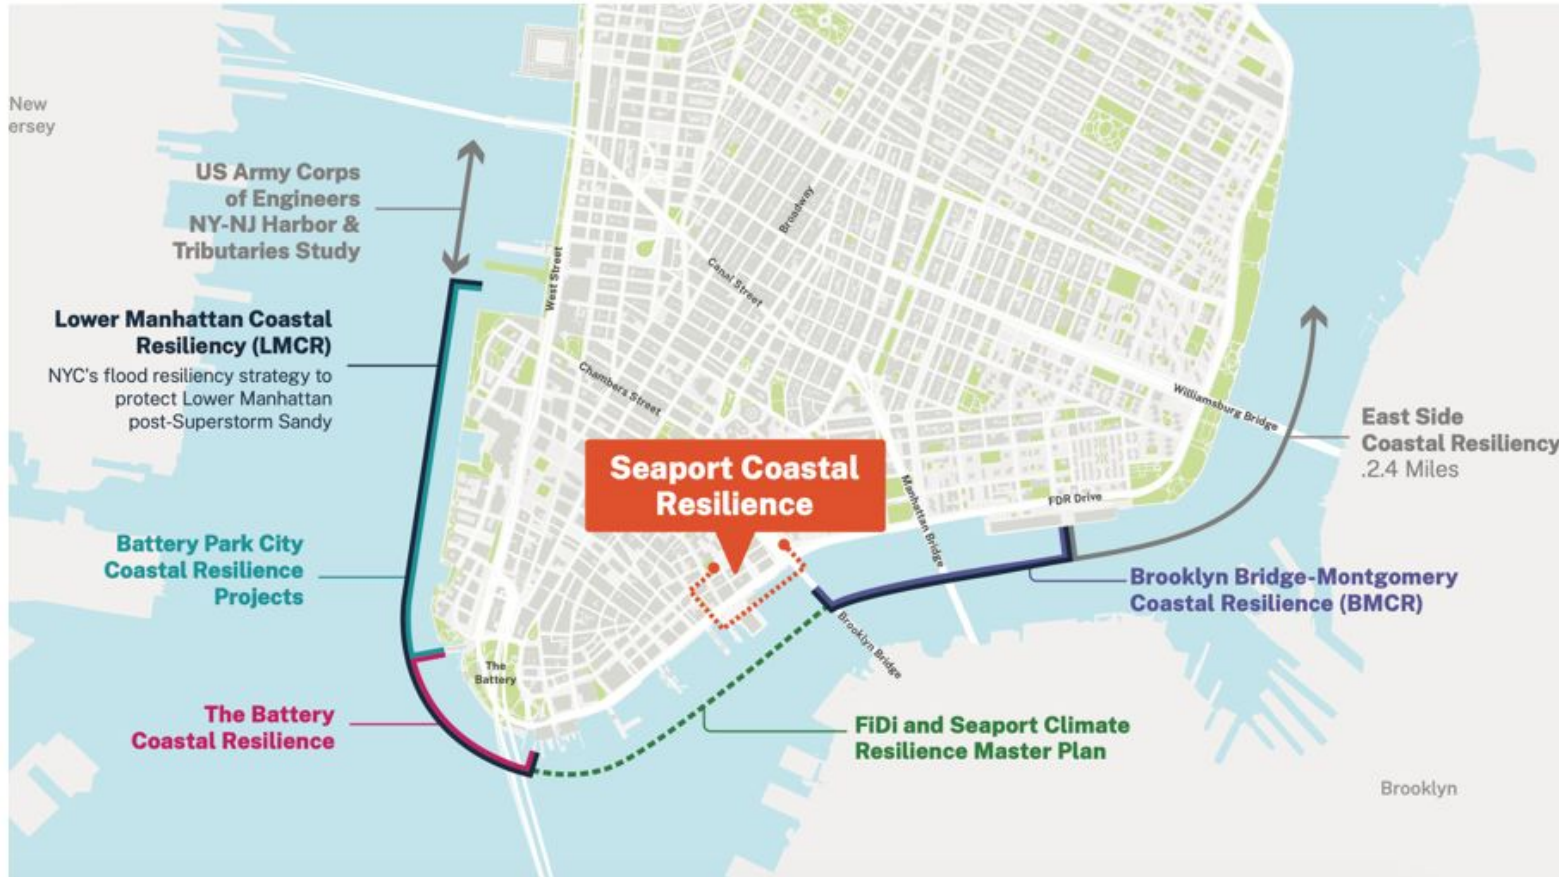 New
ersey
US Army Corps
of Engineers
NY-NJ Harbor &
Tributaries Study
Lower Manhattan Coastal
Resiliency (LMCR)
NYC's flood resiliency strategy to
protect Lower Manhattan
post-Superstorm Sandy
Battery Park City
Coastal Resilience
Projects
The Battery
Coastal Resilience
West Street
Broadway
Canal Street
Chambers Street
Seaport Coastal
Resilience
The
Battery
Manhattan Bridge
FDR Drive
Williamsburg Bridge
East Side
Coastal Resiliency
.2.4 Miles
Brooklyn Bridge-Montgomery
Coastal Resilience (BMCR)
Brooklyn Bridge
FiDi and Seaport Climate
Resilience Master Plan
Brooklyn